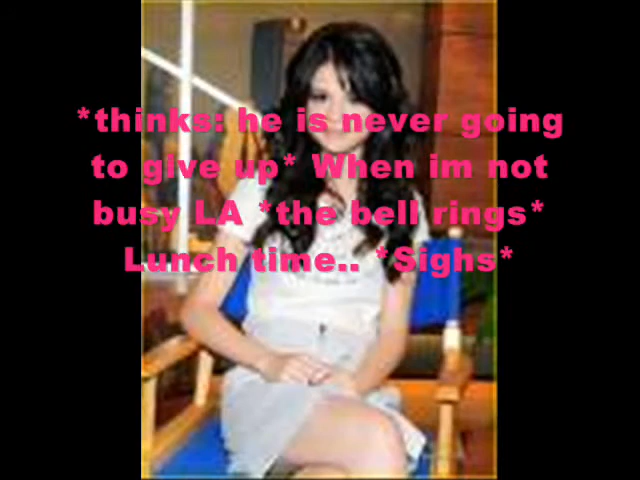 *thinks: he is never going
to give up* When im not
busy LA *the bell rings*
Lunch time.. *Sighs*